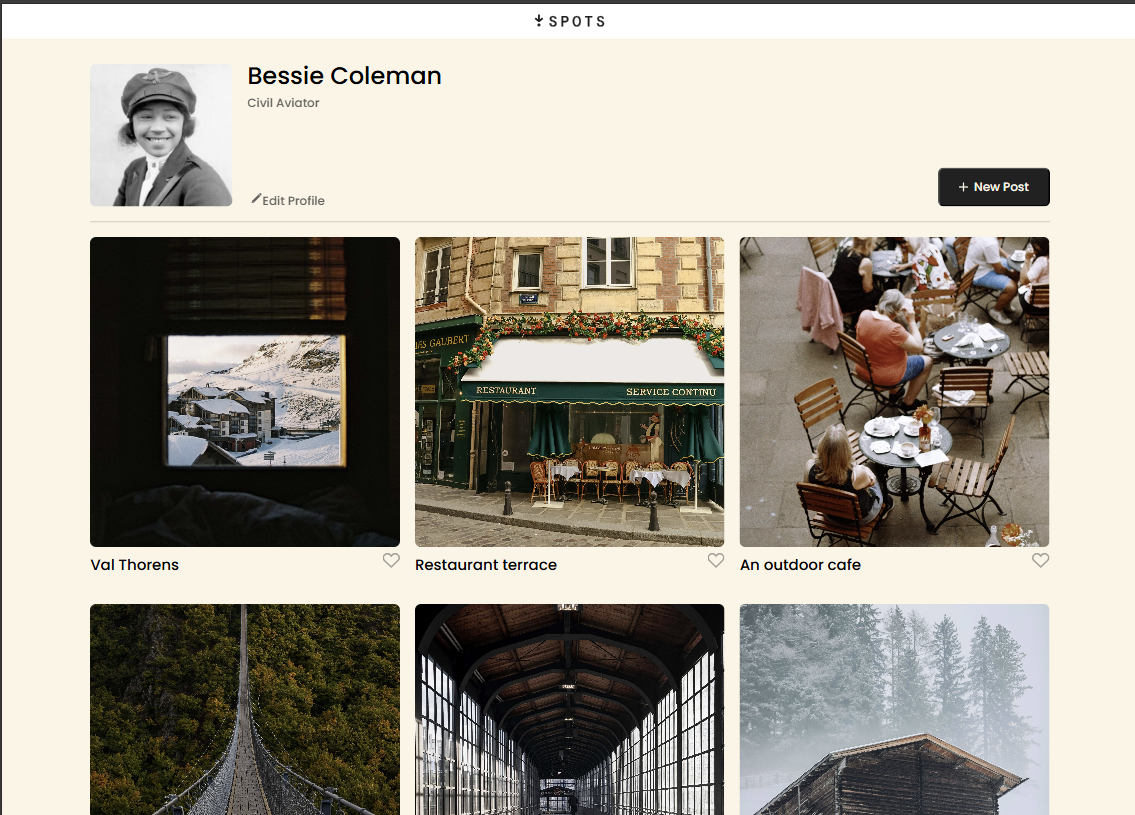 SPOTS
Bessie Coleman
Civil Aviator
Edit Profile
+ New Post
GAUBERT
RESTAURANT
SERVICE CONTINU
Val Thorens
Restaurant terrace
An outdoor cafe